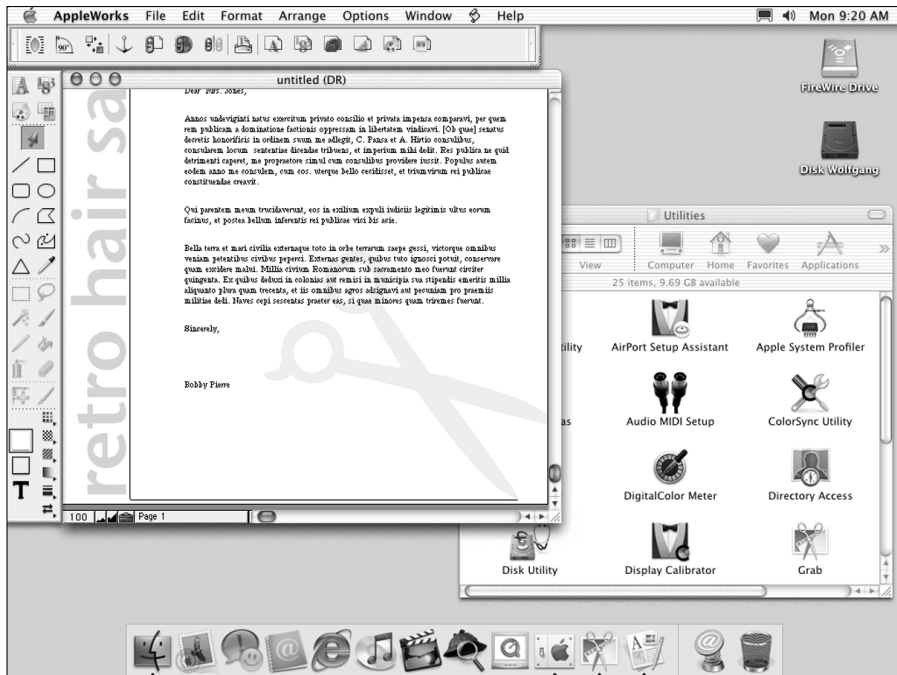 AppleWorks File Edit Format Arrange Options Window Help Mon 9:20 AM
90°
untitled (DR)
FireWire Drive
Disk Wolfgang
retro hair sa
Dear Mrs. Jones,
Annos undeviginti natus exercitum privato consilio et privata impensa comparavi, per quem
rem publicam a dominatione factionis oppressam in libertatem vindicavi. [Ob quae] senatus
decretis honorificis in ordinem suum me adlegit, C. Pansa et A. Hirtio consulibus,
consularem locum sententiae dicendae tribuens, et imperium mihi dedit. Res publica ne quid
detrimenti caperet, me propraetore simul cum consulibus providere iussit. Populus autem
eodem anno me consulem, cum cos. uterque bello cecidisset, et triumvirum rei publicae
constituendae creavit.
Qui parentem meum trucidaverunt, eos in exilium expuli iudiciis legitimis ultus eorum
facinus, et postea bellum inferentis rei publicae vici bis acie.
Bella terra et mari civilia externaque toto in orbe terrarum saepe gessi, victorque omnibus
veniam petentibus civibus peperci. Externas gentes, quibus tuto ignosci potuit, conservare
quam excidere malui. Millia civium Romanorum sub sacramento meo fuerunt circiter
quingenta. Ex quibus deduxi in colonias aut remisi in municipia sua stipendis emeritis millia
aliquanto plura quam trecenta, et iis omnibus agros adsignavi aut pecuniam pro praemiis
militiae dedi. Naves cepi sescentas praeter eas, si quae minores quam triremes fuerunt.
Sincerely,
Bobby Pierre
100 Page 1
Utilities
View Computer Home Favorites Applications
25 items, 9.69 GB available
tility AirPort Setup Assistant Apple System Profiler
as Audio MIDI Setup ColorSync Utility
DigitalColor Meter Directory Access
Disk Utility Display Calibrator Grab